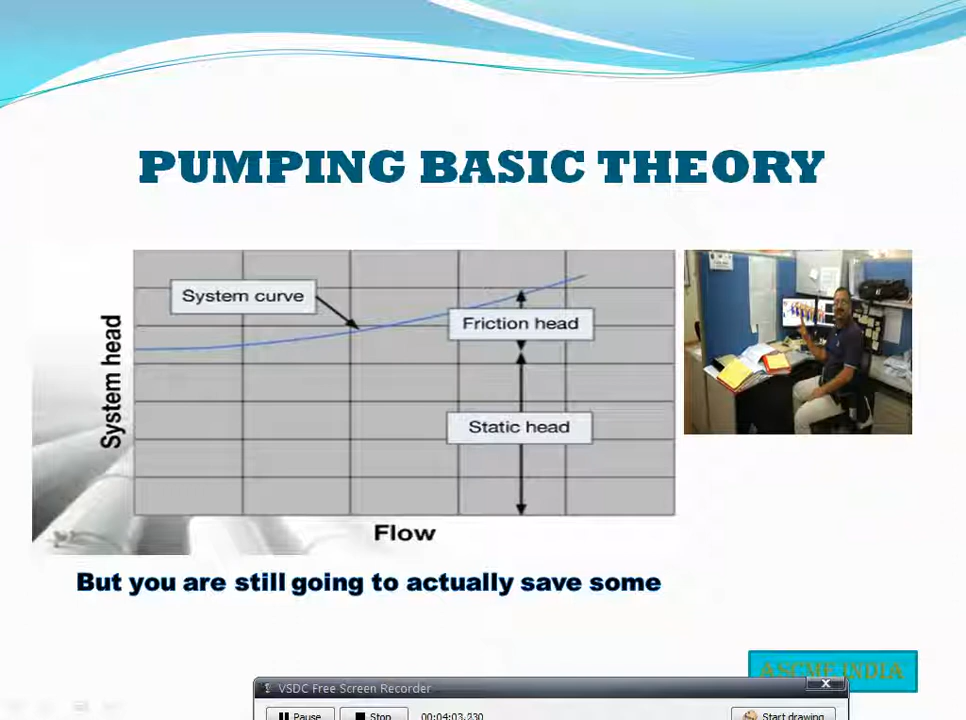 PUMPING BASIC THEORY
System curve
Friction head
Static head
System head
Flow
But you are still going to actually save some
ASCME INDIA
VSDC Free Screen Recorder
X
Pause
Stop
00:04:03.230
Start drawing